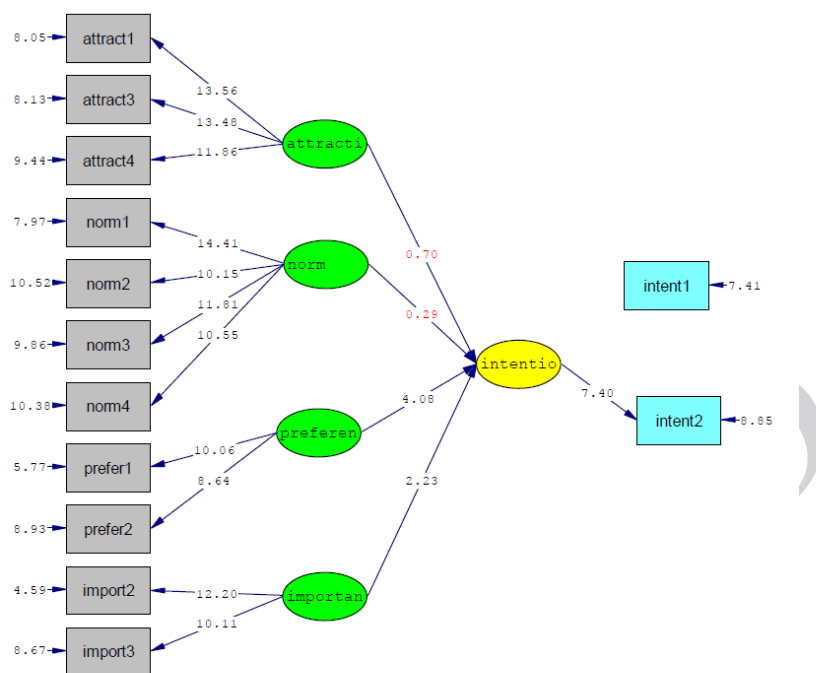 8.05 attract1
13.56
8.13 attract3
13.48
attracti
9.44 attract4
11.86
7.97 norm1
14.41
norm
10.52 norm2
10.15
0.70
intent1 7.41
11.81
0.29
9.86 norm3
10.55
intentio
10.38 norm4
7.40
4.08
intent2 8.85
preferen
10.06
5.77 prefer1
8.64
2.23
8.93 prefer2
4.59 import2
12.20
importan
10.11
8.67 import3